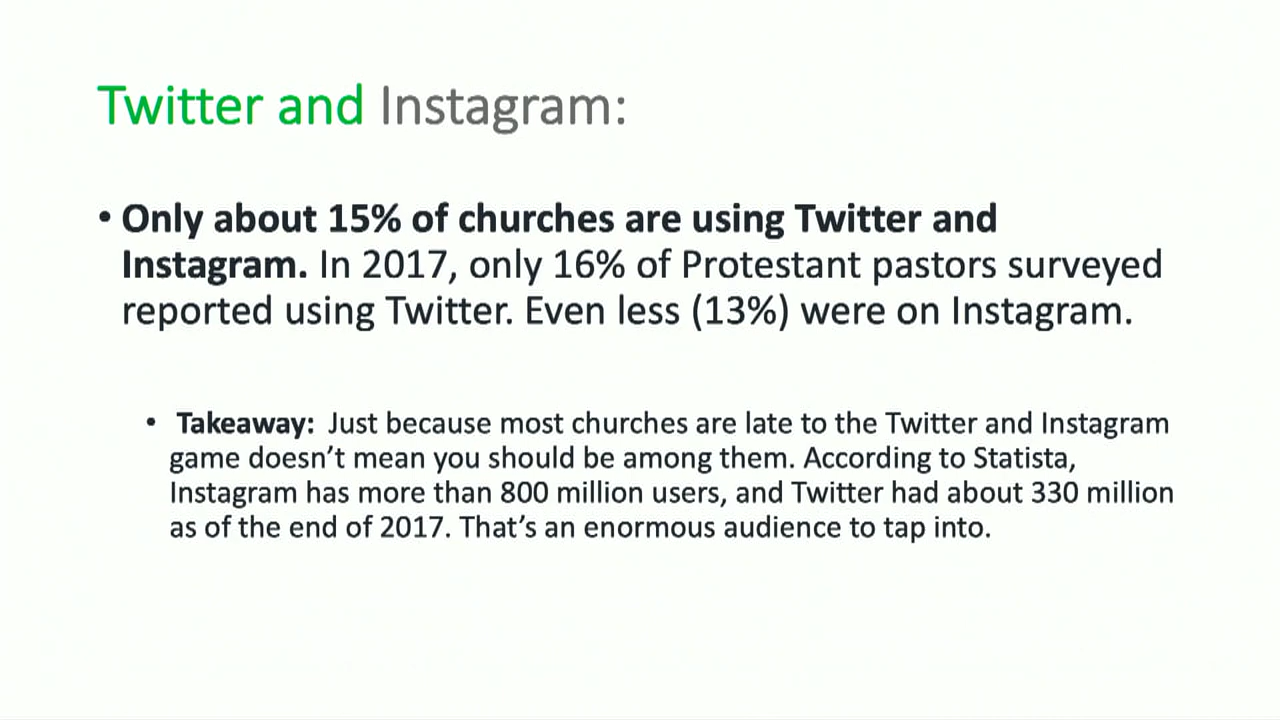 Twitter and Instagram:
• Only about 15% of churches are using Twitter and
Instagram. In 2017, only 16% of Protestant pastors surveyed
reported using Twitter. Even less (13%) were on Instagram.
• Takeaway: Just because most churches are late to the Twitter and Instagram
game doesn’t mean you should be among them. According to Statista,
Instagram has more than 800 million users, and Twitter had about 330 million
as of the end of 2017. That’s an enormous audience to tap into.